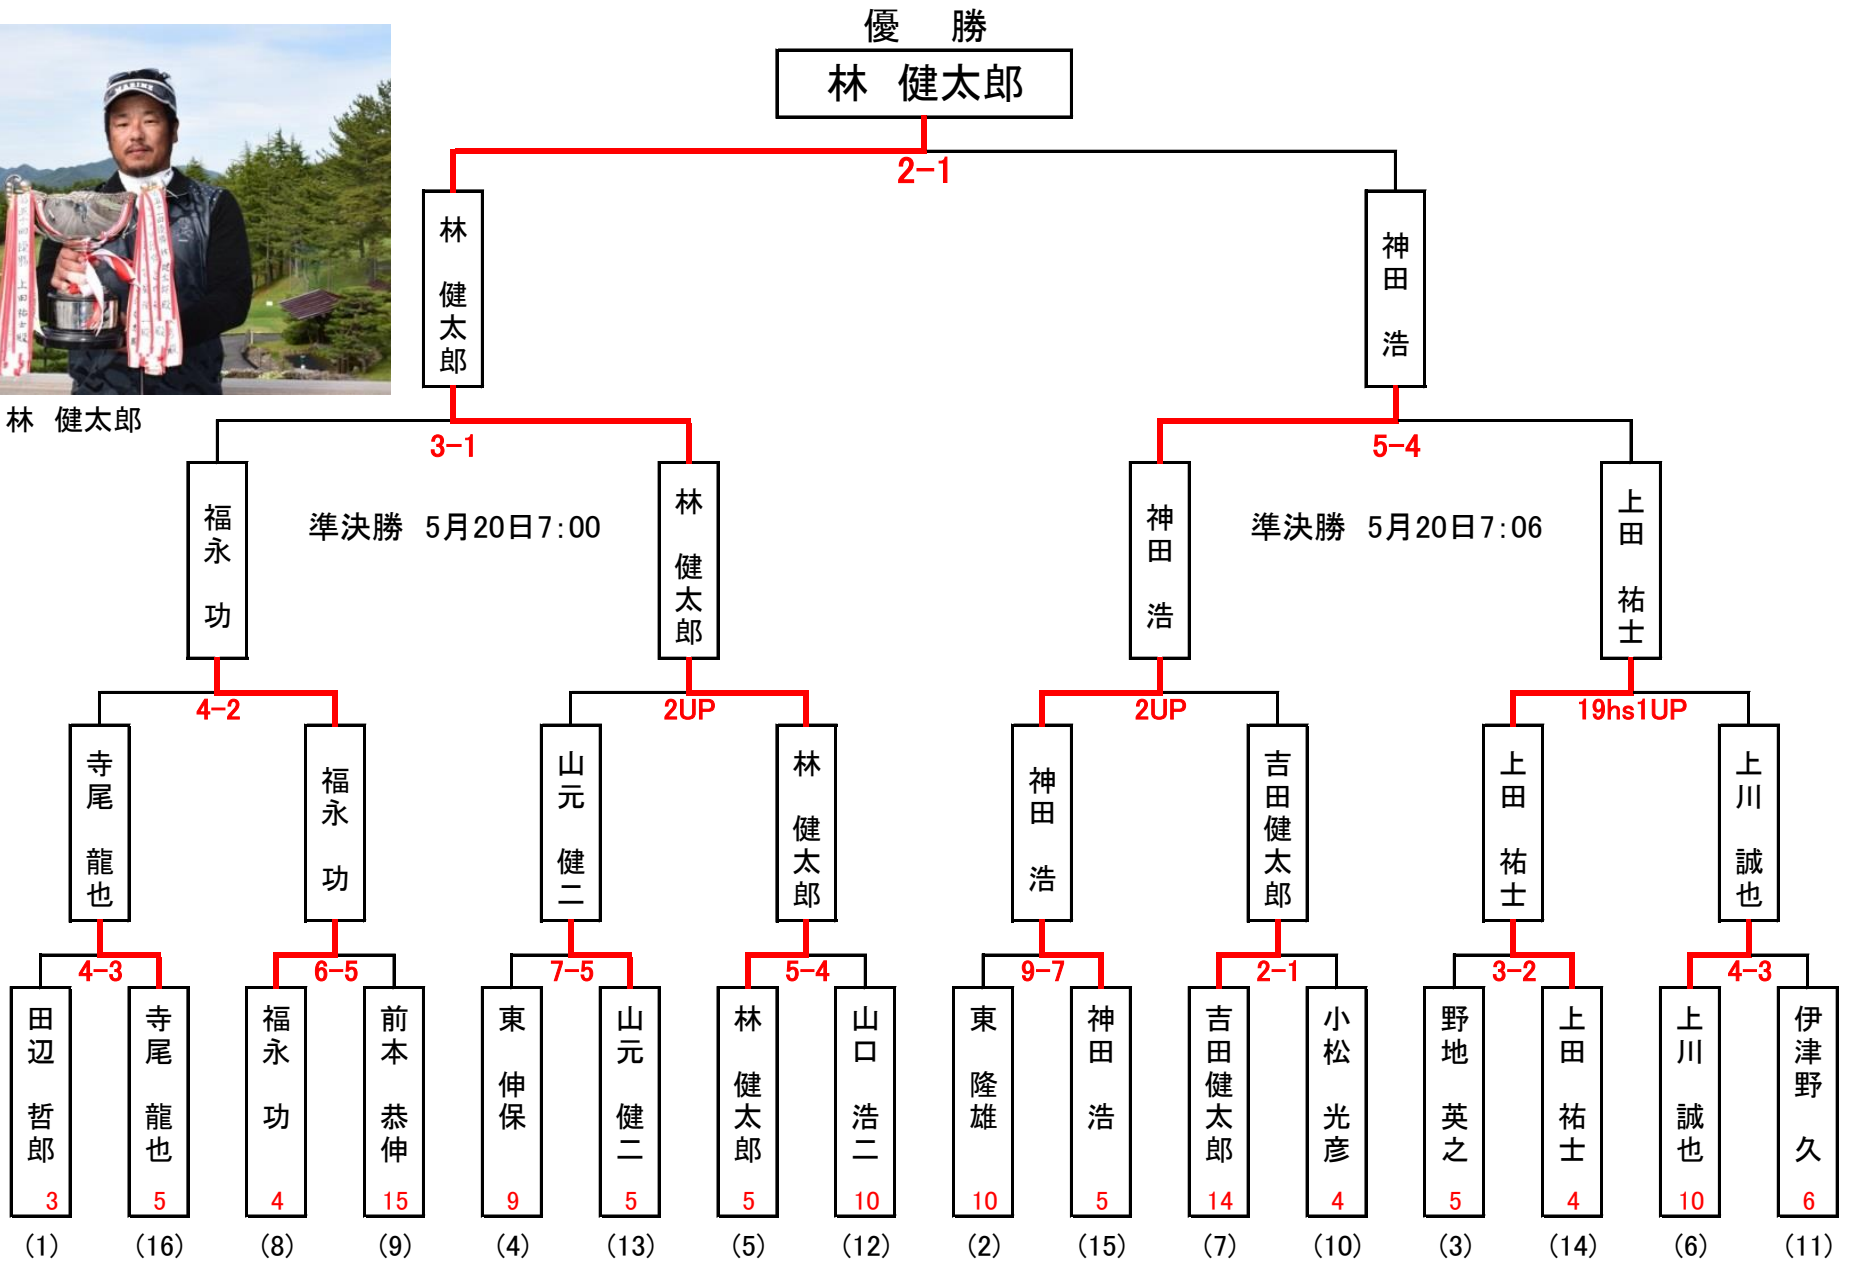 優　勝
林　健太郎
2-1
MARINE
上田祐士殿
林　健太郎
林　健太郎
神田　浩
3-1
5-4
福永　功
準決勝　5月20日7:00
林　健太郎
神田　浩
準決勝　5月20日7:06
上田　祐士
4-2
2UP
2UP
19hs1UP
寺尾　龍也
福永　功
山元　健二
林　健太郎
神田　浩
吉田健太郎
上田　祐士
上川　誠也
4-3
6-5
7-5
5-4
9-7
2-1
3-2
4-3
田辺　哲郎
寺尾　龍也
福永　功
前本　恭伸
東　伸保
山元　健二
林　健太郎
山口　浩二
東　隆雄
神田　浩
吉田健太郎
小松　光彦
野地　英之
上田　祐士
上川　誠也
伊津野　久
3 5 4 15 9 5 5 10 10 5 14 4 5 4 10 6
(1) (16) (8) (9) (4) (13) (5) (12) (2) (15) (7) (10) (3) (14) (6) (11)